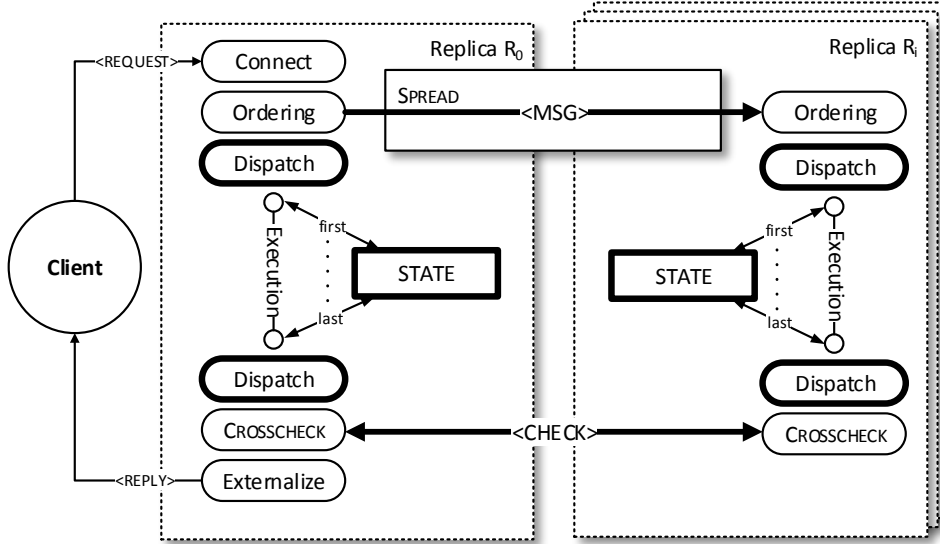 Replica R0
Replica Ri
<REQUEST>
Connect
SPREAD
Ordering
<MSG>
Ordering
Dispatch
Dispatch
first
Execution
STATE
last
first
Execution
STATE
last
Client
Dispatch
Dispatch
CROSSCHECK
<CHECK>
CROSSCHECK
<REPLY>
Externalize